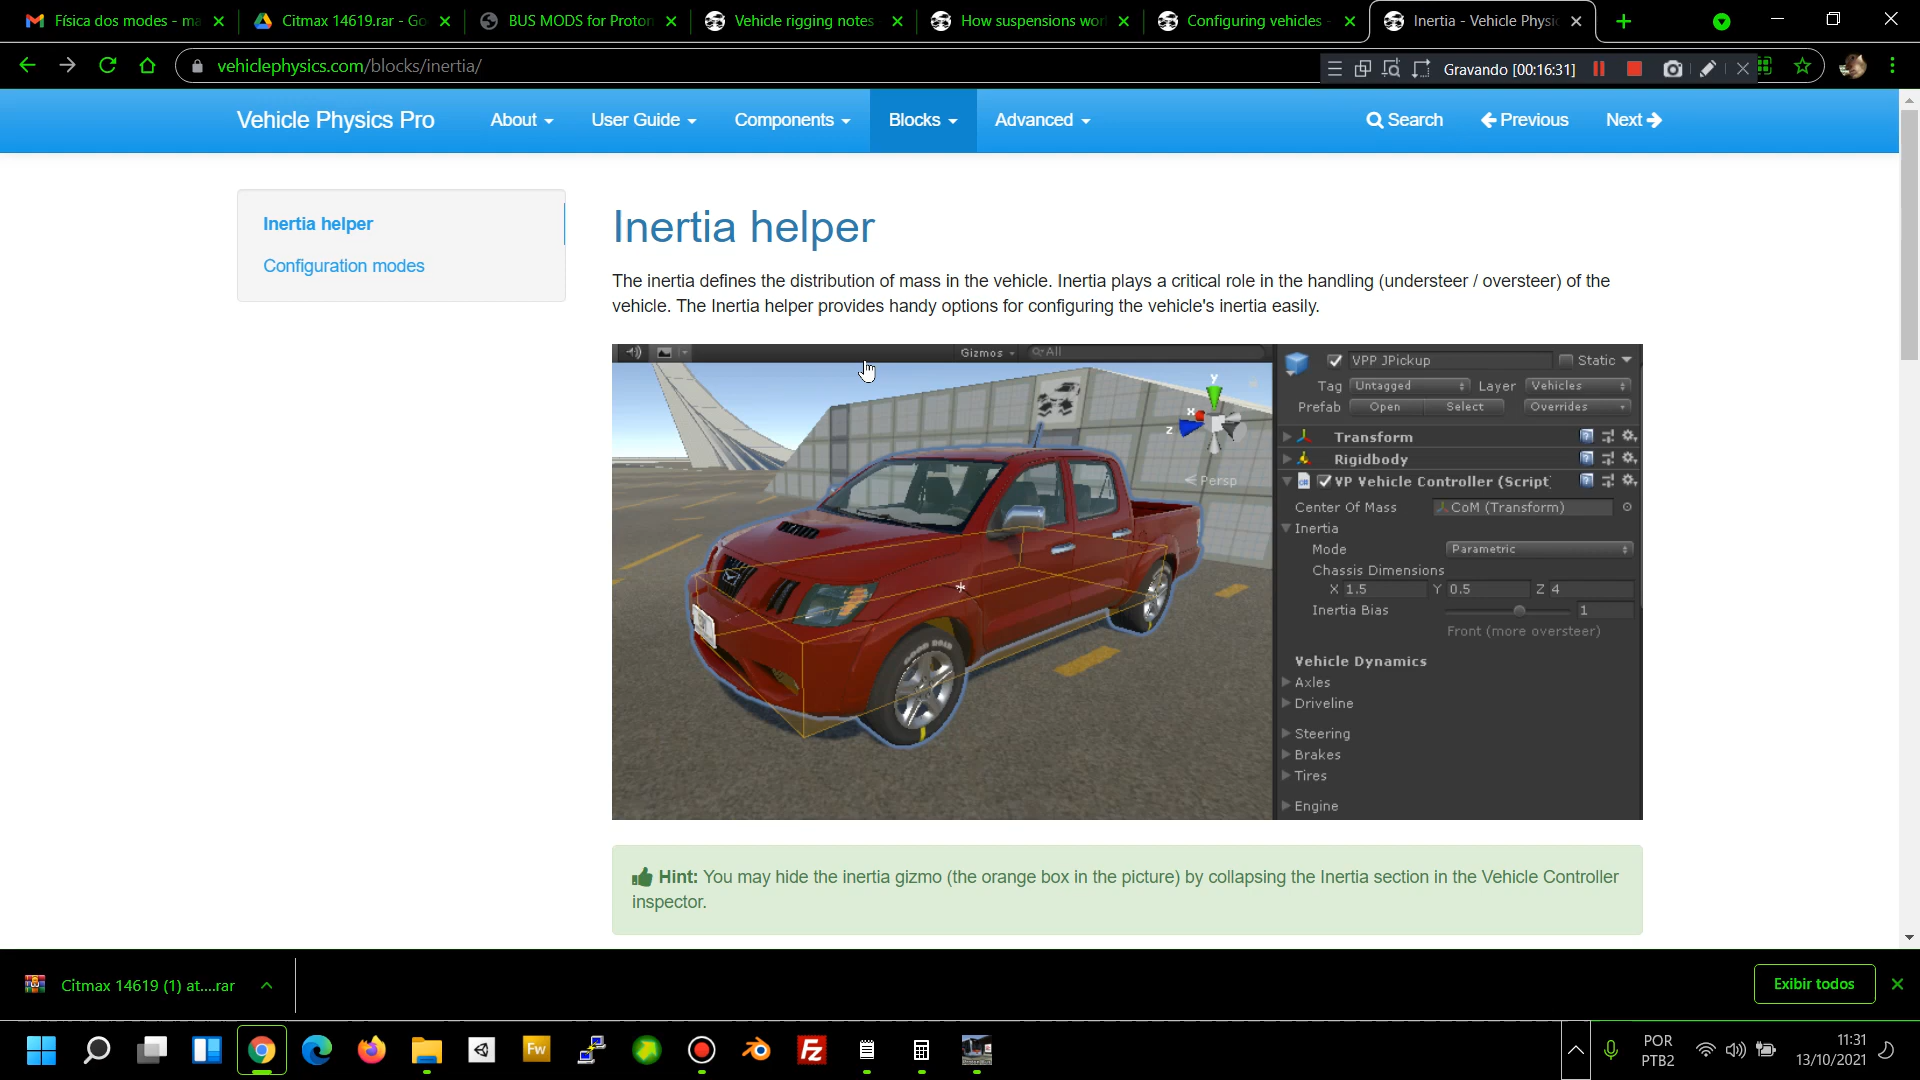 Física dos modes - ma
Citmax 14619.rar - Go
BUS MODS for Proton
Vehicle rigging notes
How suspensions wor
Configuring vehicles -
Inertia - Vehicle Physic
vehiclephysics.com/blocks/inertia/
Gravando [00:16:31]
Vehicle Physics Pro
About
User Guide
Components
Blocks
Advanced
Search
Previous
Next
Inertia helper
Configuration modes
Inertia helper
The inertia defines the distribution of mass in the vehicle. Inertia plays a critical role in the handling (understeer / oversteer) of the
vehicle. The Inertia helper provides handy options for configuring the vehicle's inertia easily.
Gizmos
All
y
x
z
Persp
GOOD RIDE
VPP JPickup
Static
Tag Untagged Layer Vehicles
Prefab Open Select Overrides
Transform
Rigidbody
VP Vehicle Controller (Script)
Center Of Mass CoM (Transform)
Inertia
Mode Parametric
Chassis Dimensions
X 1.5 Y 0.5 Z 4
Inertia Bias 1
Front (more oversteer)
Vehicle Dynamics
Axles
Driveline
Steering
Brakes
Tires
Engine
Hint: You may hide the inertia gizmo (the orange box in the picture) by collapsing the Inertia section in the Vehicle Controller
inspector.
Citmax 14619 (1) at....rar
Exibir todos
Fw
Fz
POR
PTB2
11:31
13/10/2021